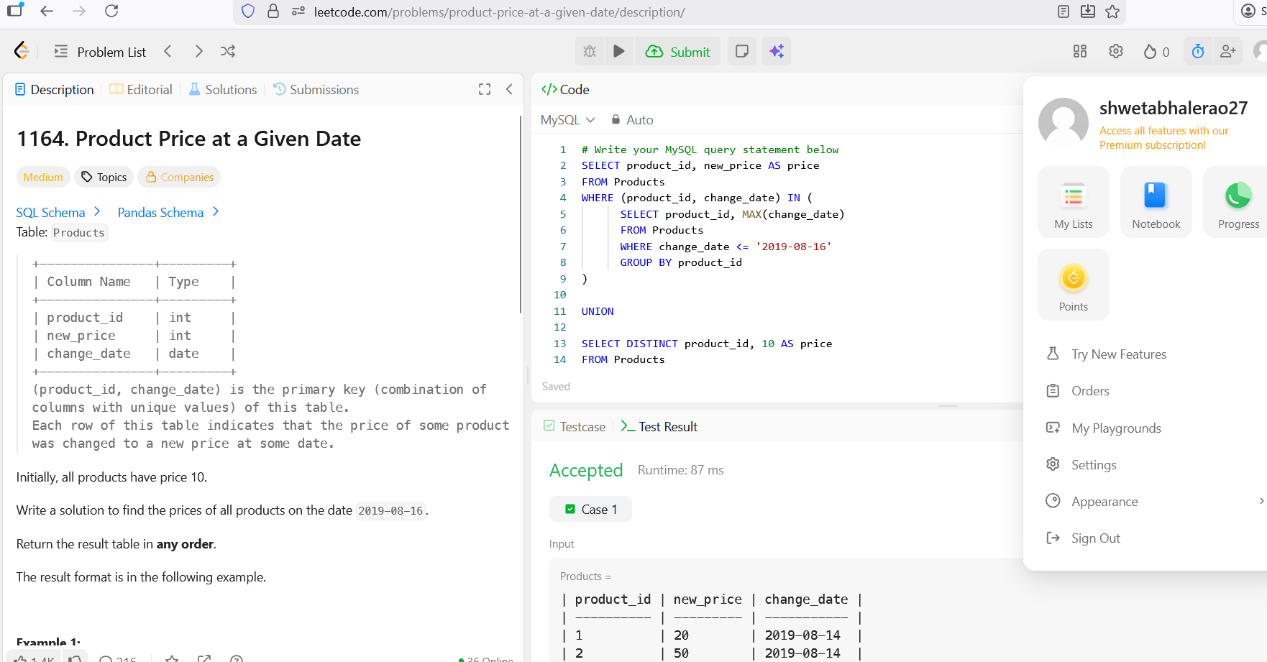 leetcode.com/problems/product-price-at-a-given-date/description/
Problem List
Submit
0
Description
Editorial
Solutions
Submissions
1164. Product Price at a Given Date
Medium
Topics
Companies
SQL Schema
Pandas Schema
Table: Products
+---------------+---------+
| Column Name   | Type    |
+---------------+---------+
| product_id    | int     |
| new_price     | int     |
| change_date   | date    |
+---------------+---------+
(product_id, change_date) is the primary key (combination of
columns with unique values) of this table.
Each row of this table indicates that the price of some product
was changed to a new price at some date.
Initially, all products have price 10.
Write a solution to find the prices of all products on the date 2019-08-16.
Return the result table in any order.
The result format is in the following example.
Example 1:
1.4K
216
36 Online
</> Code
MySQL
Auto
1 # Write your MySQL query statement below
2 SELECT product_id, new_price AS price
3 FROM Products
4 WHERE (product_id, change_date) IN (
5 SELECT product_id, MAX(change_date)
6 FROM Products
7 WHERE change_date <= '2019-08-16'
8 GROUP BY product_id
9 )
10
11 UNION
12
13 SELECT DISTINCT product_id, 10 AS price
14 FROM Products
Saved
Testcase
Test Result
Accepted
Runtime: 87 ms
Case 1
Input
Products =
| product_id | new_price | change_date |
| ---------- | --------- | ----------- |
| 1          | 20        | 2019-08-14  |
| 2          | 50        | 2019-08-14  |
shwetabhalerao27
Access all features with our
Premium subscription!
My Lists
Notebook
Progress
Points
Try New Features
Orders
My Playgrounds
Settings
Appearance
Sign Out